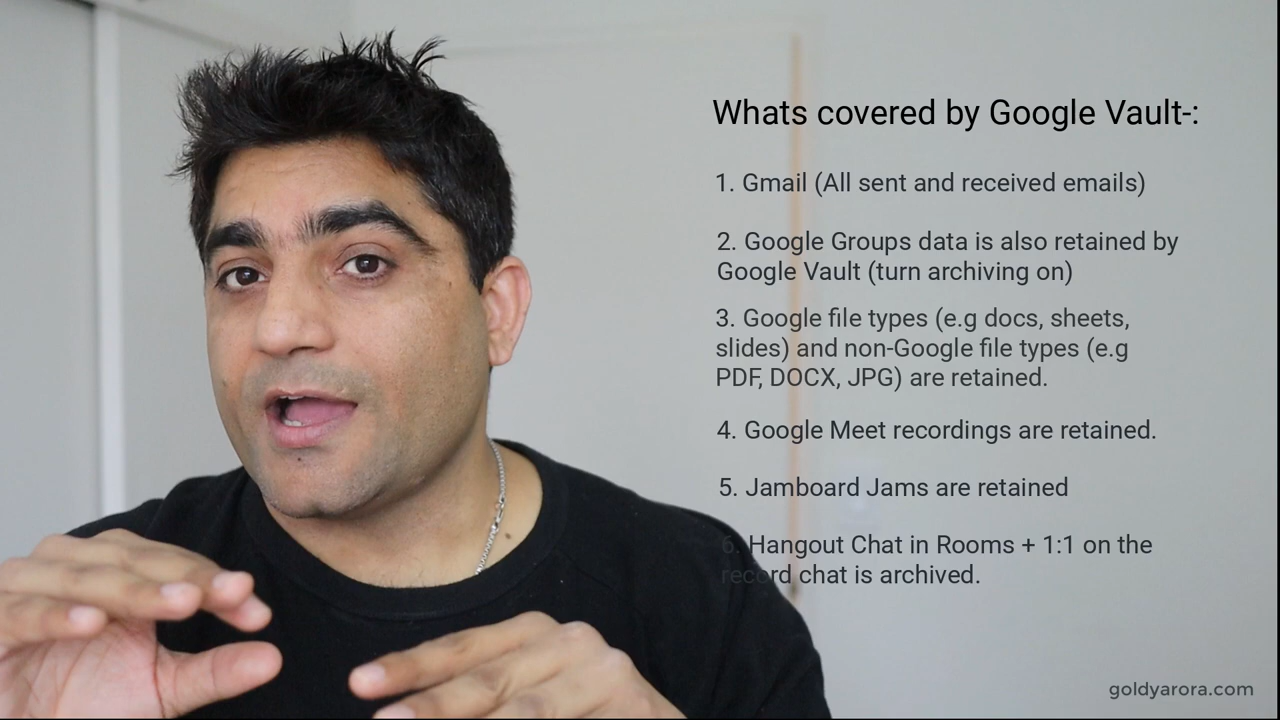 Whats covered by Google Vault-:
1. Gmail (All sent and received emails)
2. Google Groups data is also retained by
Google Vault (turn archiving on)
3. Google file types (e.g docs, sheets,
slides) and non-Google file types (e.g
PDF, DOCX, JPG) are retained.
4. Google Meet recordings are retained.
5. Jamboard Jams are retained
6. Hangout Chat in Rooms + 1:1 on the
record chat is archived.
goldyarora.com